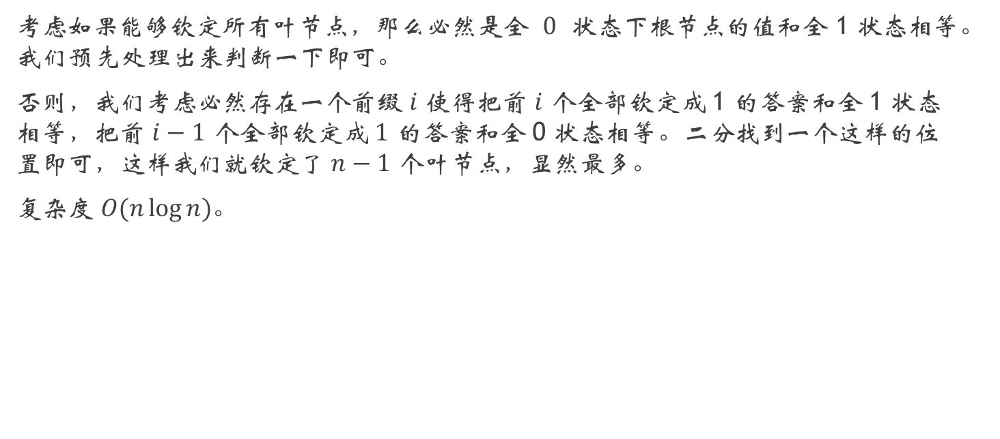 考虑如果能够钦定所有叶节点，那么必然是全 0 状态下根节点的值和全 1 状态相等。
我们预先处理出来判断一下即可。
否则，我们考虑必然存在一个前缀 i 使得把前 i 个全部钦定成 1 的答案和全 1 状态
相等，把前 i − 1 个全部钦定成 1 的答案和全 0 状态相等。二分找到一个这样的位
置即可，这样我们就钦定了 n − 1 个叶节点，显然最多。
复杂度 O(n log n)。